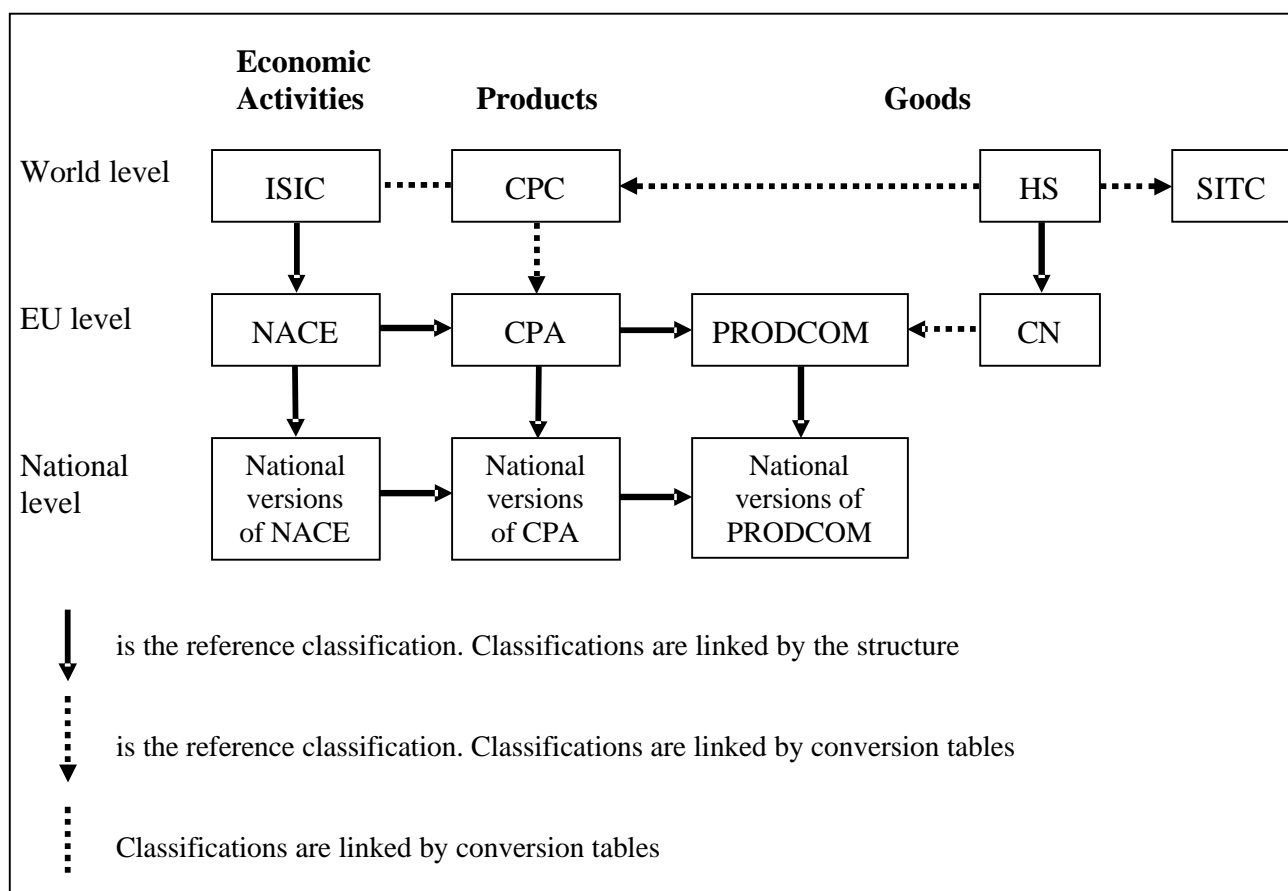 Economic
Activities
Products
Goods
World level
ISIC
CPC
HS
SITC
EU level
NACE
CPA
PRODCOM
CN
National
level
National
versions
of NACE
National
versions
of CPA
National
versions of
PRODCOM
is the reference classification. Classifications are linked by the structure
is the reference classification. Classifications are linked by conversion tables
Classifications are linked by conversion tables